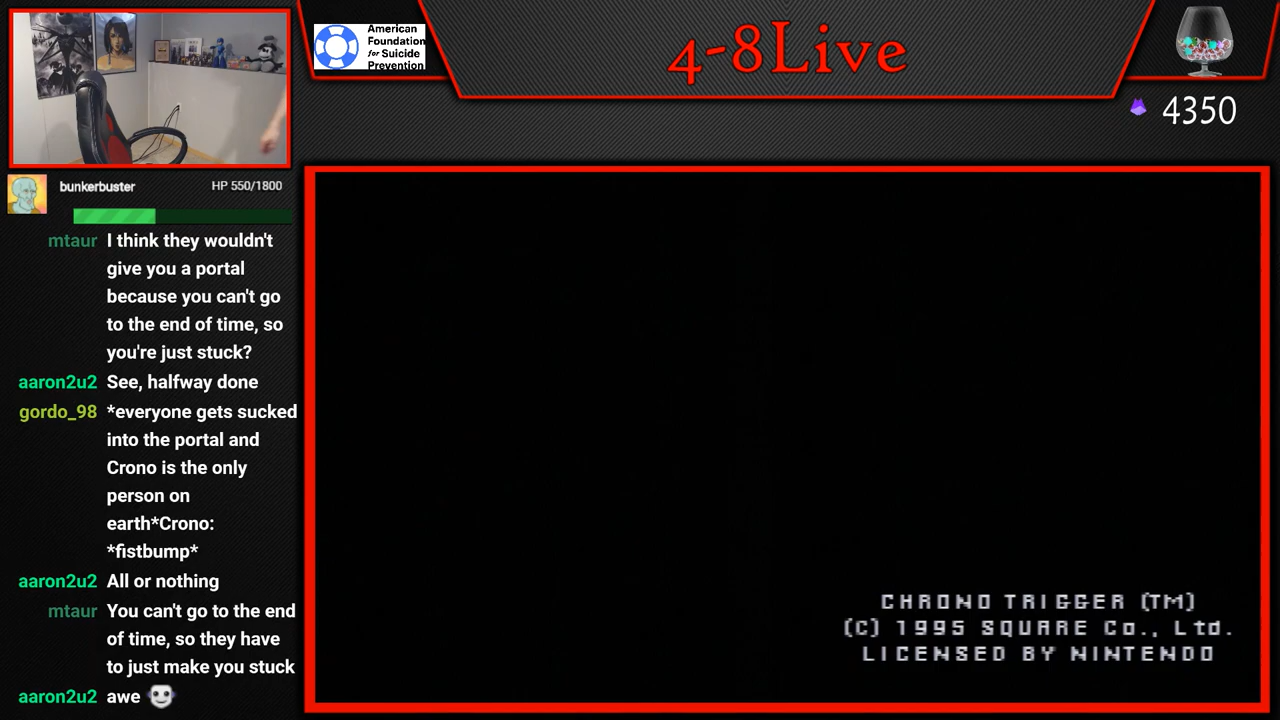 American
Foundation
for Suicide
Prevention
4-8Live
4350
bunkerbuster HP 550/1800
mtaur I think they wouldn't
give you a portal
because you can't go
to the end of time, so
you're just stuck?
aaron2u2 See, halfway done
gordo_98 *everyone gets sucked
into the portal and
Crono is the only
person on
earth*Crono:
*fistbump*
aaron2u2 All or nothing
mtaur You can't go to the end
of time, so they have
to just make you stuck
aaron2u2 awe
CHRONO TRIGGER (TM)
(C) 1995 SQUARE Co., Ltd.
LICENSED BY NINTENDO